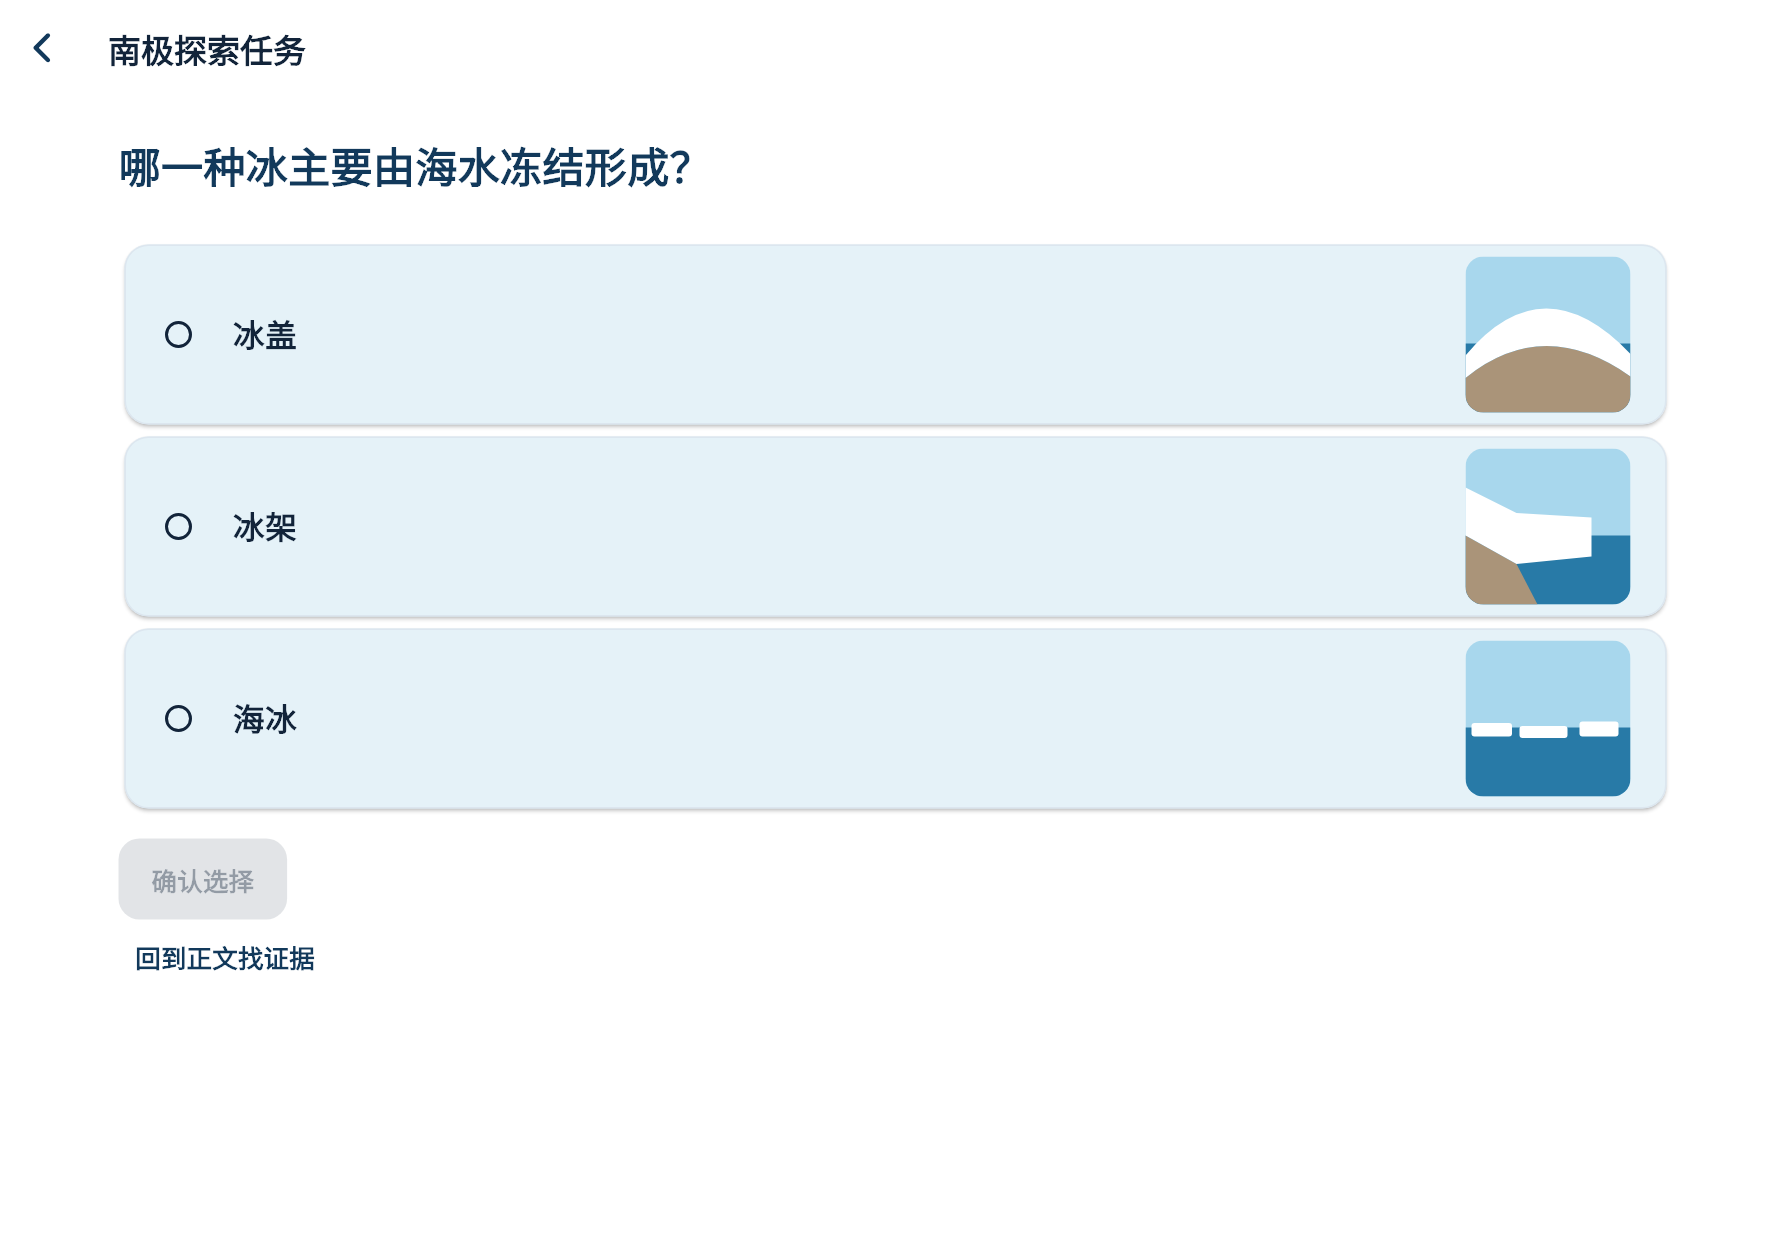 南极探索任务
哪一种冰主要由海水冻结形成？
冰盖
冰架
海冰
确认选择
回到正文找证据